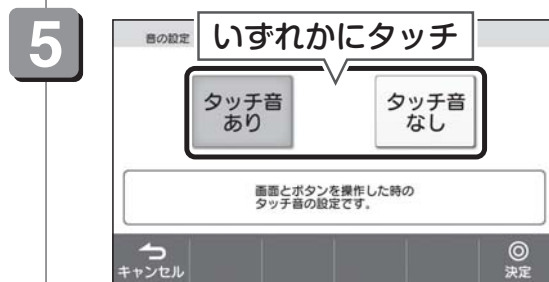 5
音の設定
いずれかにタッチ
タッチ音
あり
タッチ音
なし
画面とボタンを操作した時の
タッチ音の設定です。
キャンセル
決定